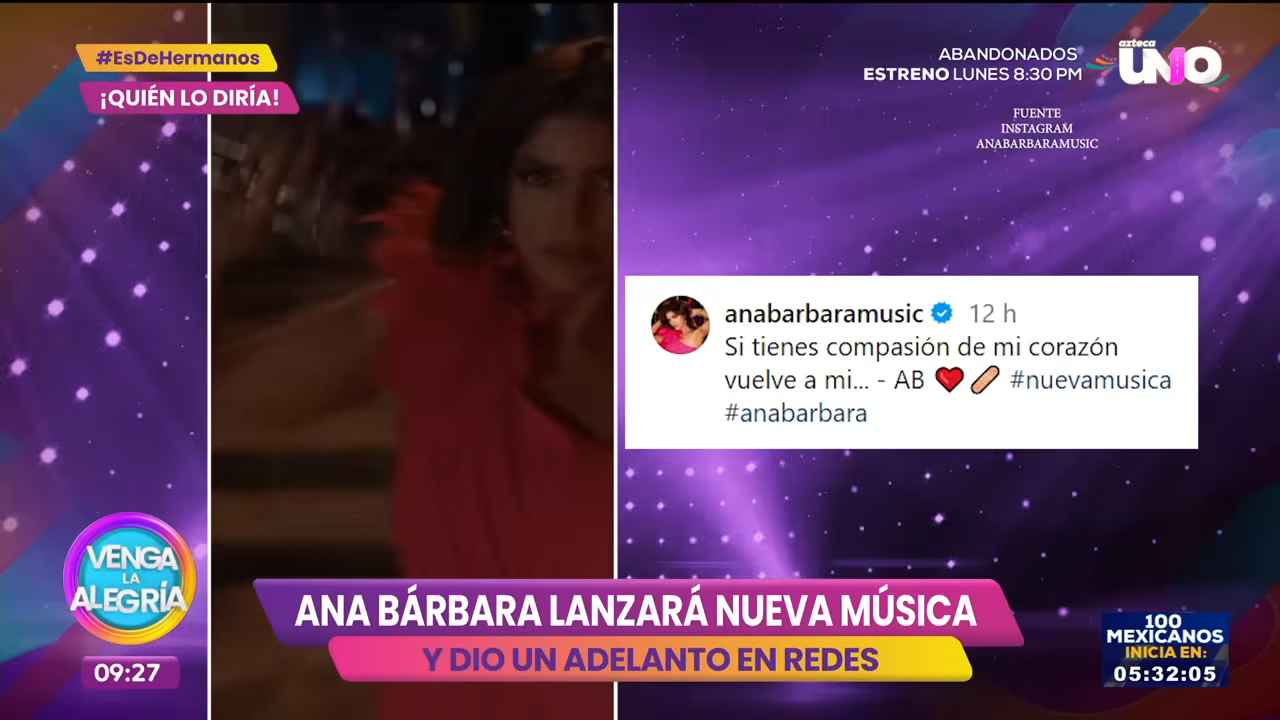 #EsDeHermanos
¡QUIÉN LO DIRÍA!
ABANDONADOS
ESTRENO LUNES 8:30 PM
azteca
UNO
FUENTE
INSTAGRAM
ANABARBARAMUSIC
anabarbaramusic 12 h
Si tienes compasión de mi corazón
vuelve a mi... - AB ❤️🩹 #nuevamusica
#anabarbara
VENGA
LA
ALEGRÍA
09:27
ANA BÁRBARA LANZARÁ NUEVA MÚSICA
Y DIO UN ADELANTO EN REDES
100
MEXICANOS
INICIA EN:
05:32:05